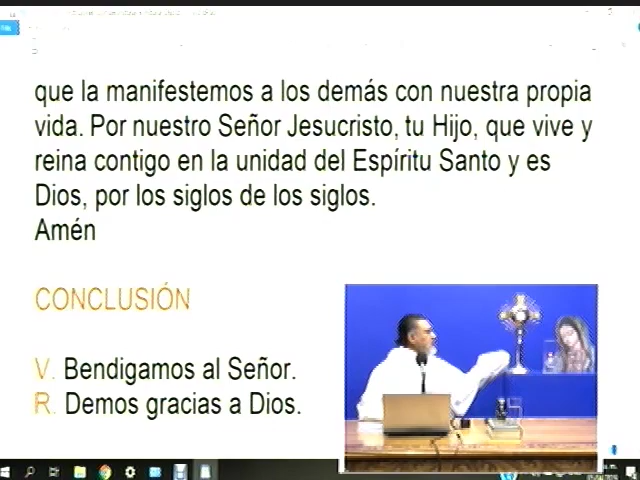 que la manifestemos a los demás con nuestra propia
vida. Por nuestro Señor Jesucristo, tu Hijo, que vive y
reina contigo en la unidad del Espíritu Santo y es
Dios, por los siglos de los siglos.
Amén
CONCLUSIÓN
V. Bendigamos al Señor.
R. Demos gracias a Dios.